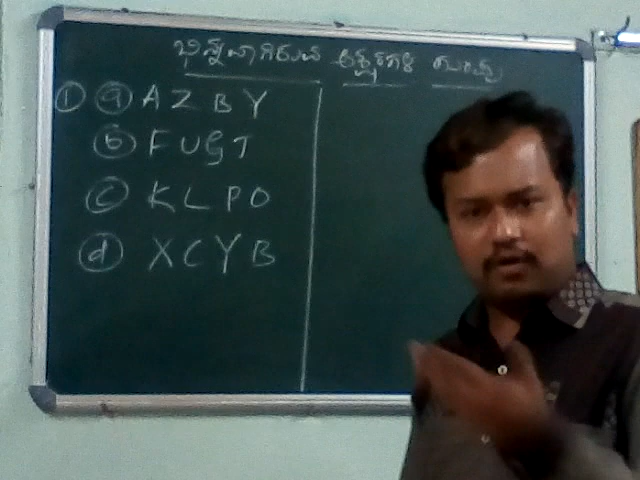 ಭಿನ್ನವಾಗಿರುವ ಅಕ್ಷರಗಳ ಗುಂಪು
① ⓐ A Z B Y
ⓑ F U G T
ⓒ K L P O
ⓓ X C Y B